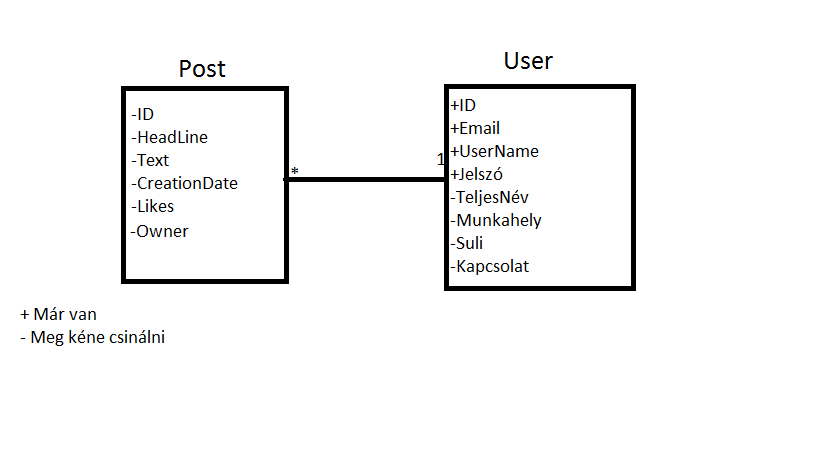 Post
-ID
-HeadLine
-Text
-CreationDate
-Likes
-Owner
*
1
User
+ID
+Email
+UserName
+Jelszó
-TeljesNév
-Munkahely
-Suli
-Kapcsolat
+ Már van
- Meg kéne csinálni